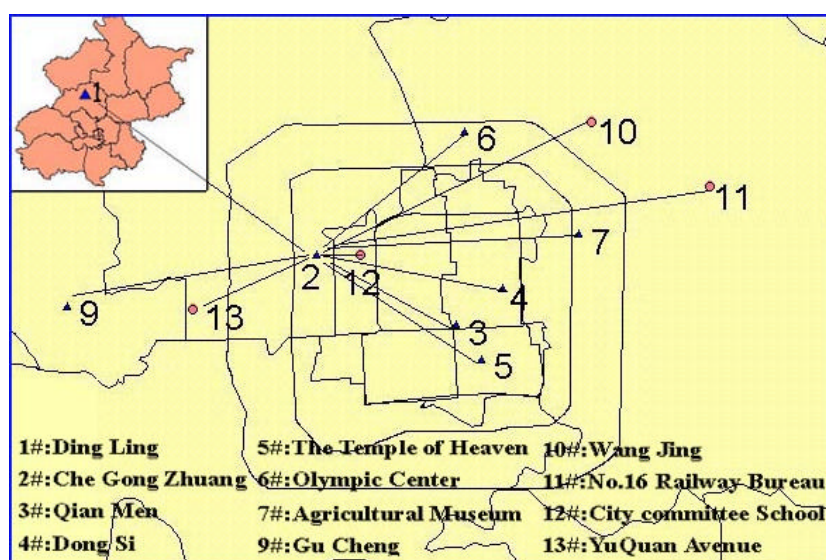 1
6
10
11
7
2
12
4
9
13
3
5
1#:Ding Ling
5#:The Temple of Heaven
10#:Wang Jing
2#:Che Gong Zhuang
6#:Olympic Center
11#:No.16 Railway Bureau
3#:Qian Men
7#:Agricultural Museum
12#:City committee School
4#:Dong Si
9#:Gu Cheng
13#:YuQuan Avenue